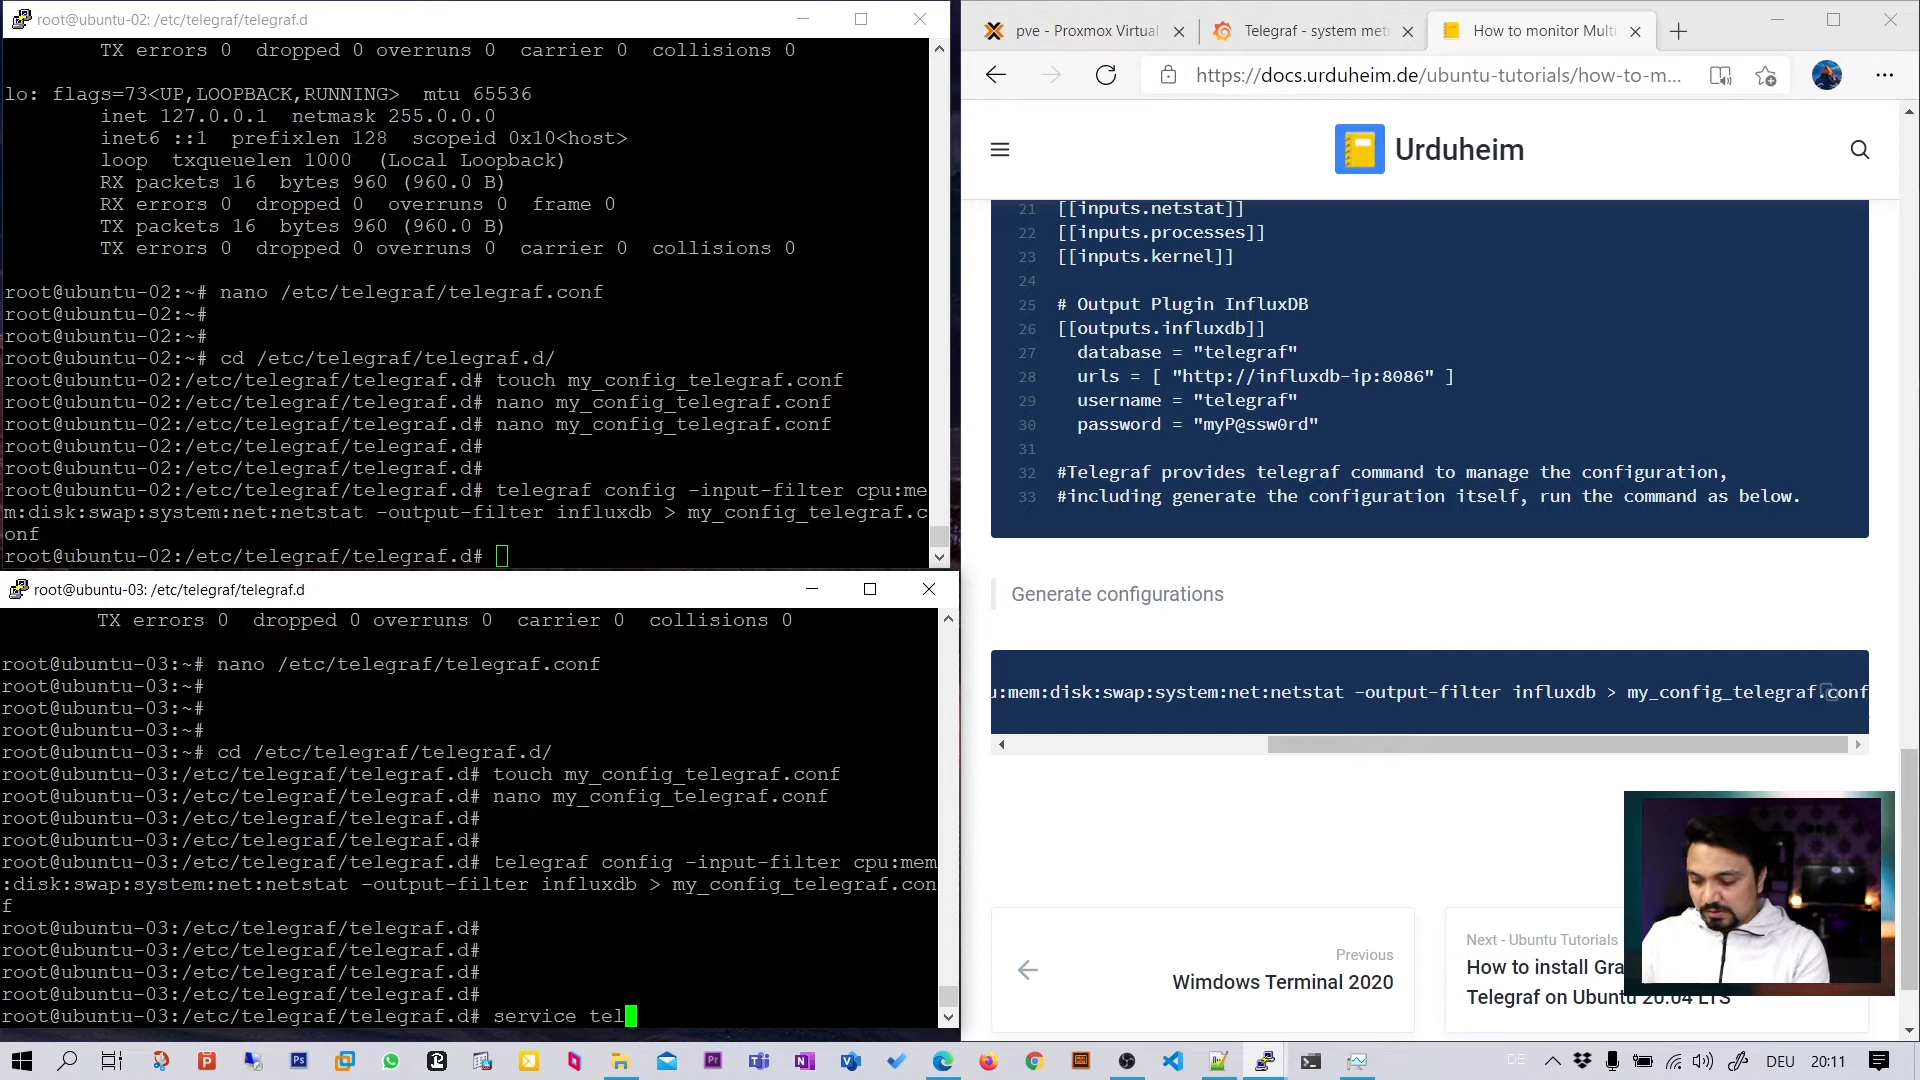 root@ubuntu-02: /etc/telegraf/telegraf.d
TX errors 0  dropped 0 overruns 0  carrier 0  collisions 0
lo: flags=73<UP,LOOPBACK,RUNNING>  mtu 65536
inet 127.0.0.1  netmask 255.0.0.0
inet6 ::1  prefixlen 128  scopeid 0x10<host>
loop  txqueuelen 1000  (Local Loopback)
RX packets 16  bytes 960 (960.0 B)
RX errors 0  dropped 0  overruns 0  frame 0
TX packets 16  bytes 960 (960.0 B)
TX errors 0  dropped 0 overruns 0  carrier 0  collisions 0
root@ubuntu-02:~# nano /etc/telegraf/telegraf.conf
root@ubuntu-02:~#
root@ubuntu-02:~#
root@ubuntu-02:~# cd /etc/telegraf/telegraf.d/
root@ubuntu-02:/etc/telegraf/telegraf.d# touch my_config_telegraf.conf
root@ubuntu-02:/etc/telegraf/telegraf.d# nano my_config_telegraf.conf
root@ubuntu-02:/etc/telegraf/telegraf.d# nano my_config_telegraf.conf
root@ubuntu-02:/etc/telegraf/telegraf.d#
root@ubuntu-02:/etc/telegraf/telegraf.d#
root@ubuntu-02:/etc/telegraf/telegraf.d# telegraf config -input-filter cpu:me
m:disk:swap:system:net:netstat -output-filter influxdb > my_config_telegraf.c
onf
root@ubuntu-02:/etc/telegraf/telegraf.d#
root@ubuntu-03: /etc/telegraf/telegraf.d
TX errors 0  dropped 0 overruns 0  carrier 0  collisions 0
root@ubuntu-03:~# nano /etc/telegraf/telegraf.conf
root@ubuntu-03:~#
root@ubuntu-03:~#
root@ubuntu-03:~#
root@ubuntu-03:~# cd /etc/telegraf/telegraf.d/
root@ubuntu-03:/etc/telegraf/telegraf.d# touch my_config_telegraf.conf
root@ubuntu-03:/etc/telegraf/telegraf.d# nano my_config_telegraf.conf
root@ubuntu-03:/etc/telegraf/telegraf.d#
root@ubuntu-03:/etc/telegraf/telegraf.d#
root@ubuntu-03:/etc/telegraf/telegraf.d# telegraf config -input-filter cpu:mem
:disk:swap:system:net:netstat -output-filter influxdb > my_config_telegraf.con
f
root@ubuntu-03:/etc/telegraf/telegraf.d#
root@ubuntu-03:/etc/telegraf/telegraf.d#
root@ubuntu-03:/etc/telegraf/telegraf.d#
root@ubuntu-03:/etc/telegraf/telegraf.d#
root@ubuntu-03:/etc/telegraf/telegraf.d# service tel
pve - Proxmox Virtual
Telegraf - system met
How to monitor Multi
https://docs.urduheim.de/ubuntu-tutorials/how-to-m...
Urduheim
21 [[inputs.netstat]]
22 [[inputs.processes]]
23 [[inputs.kernel]]
24
25 # Output Plugin InfluxDB
26 [[outputs.influxdb]]
27 database = "telegraf"
28 urls = [ "http://influxdb-ip:8086" ]
29 username = "telegraf"
30 password = "myP@ssw0rd"
31
32 #Telegraf provides telegraf command to manage the configuration,
33 #including generate the configuration itself, run the command as below.
Generate configurations
u:mem:disk:swap:system:net:netstat -output-filter influxdb > my_config_telegraf.conf
Previous
Wimdows Terminal 2020
Next - Ubuntu Tutorials
How to install Gra
Telegraf on Ubuntu 20.04 LTS
DE
DEU
20:11